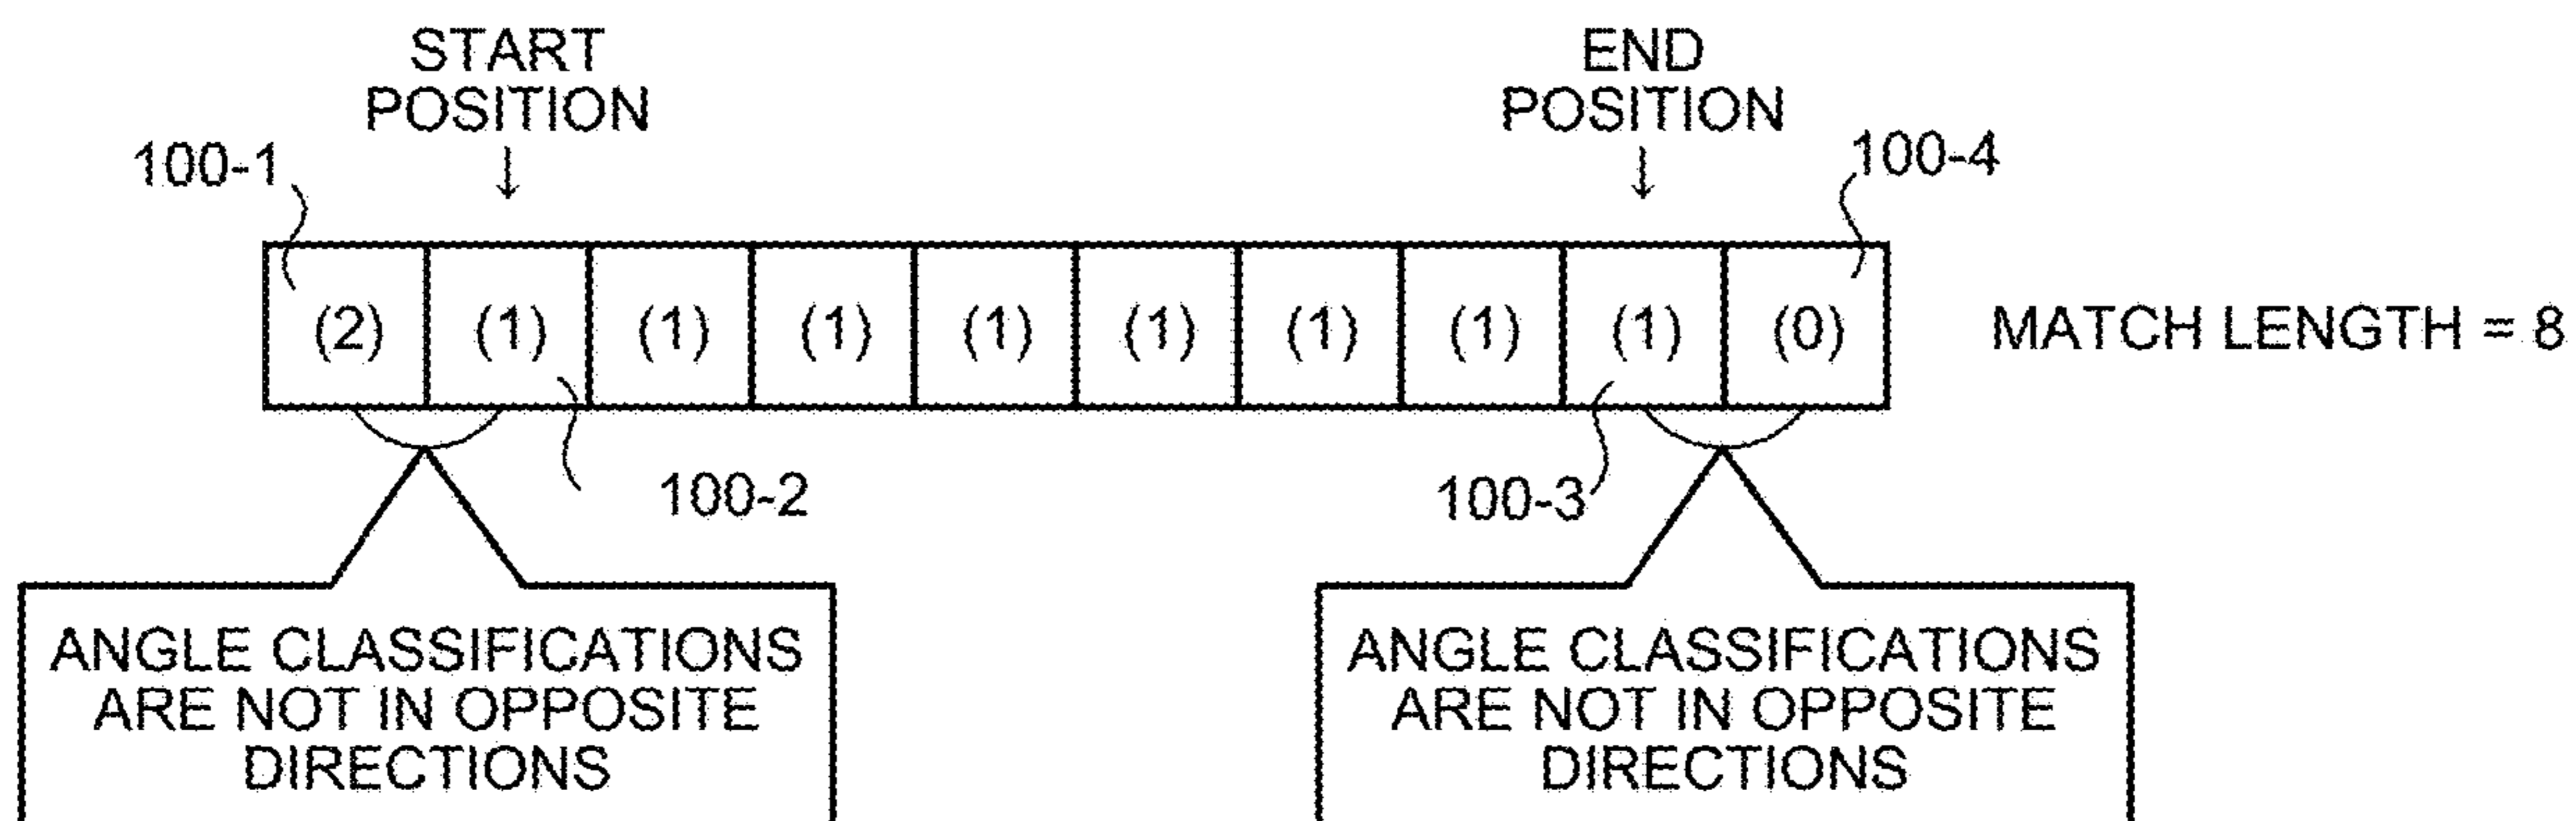 START
POSITION
↓
END
POSITION
↓
100-1
100-4
(2) (1) (1) (1) (1) (1) (1) (1) (1) (0)
MATCH LENGTH = 8
100-2
100-3
ANGLE CLASSIFICATIONS
ARE NOT IN OPPOSITE
DIRECTIONS
ANGLE CLASSIFICATIONS
ARE NOT IN OPPOSITE
DIRECTIONS